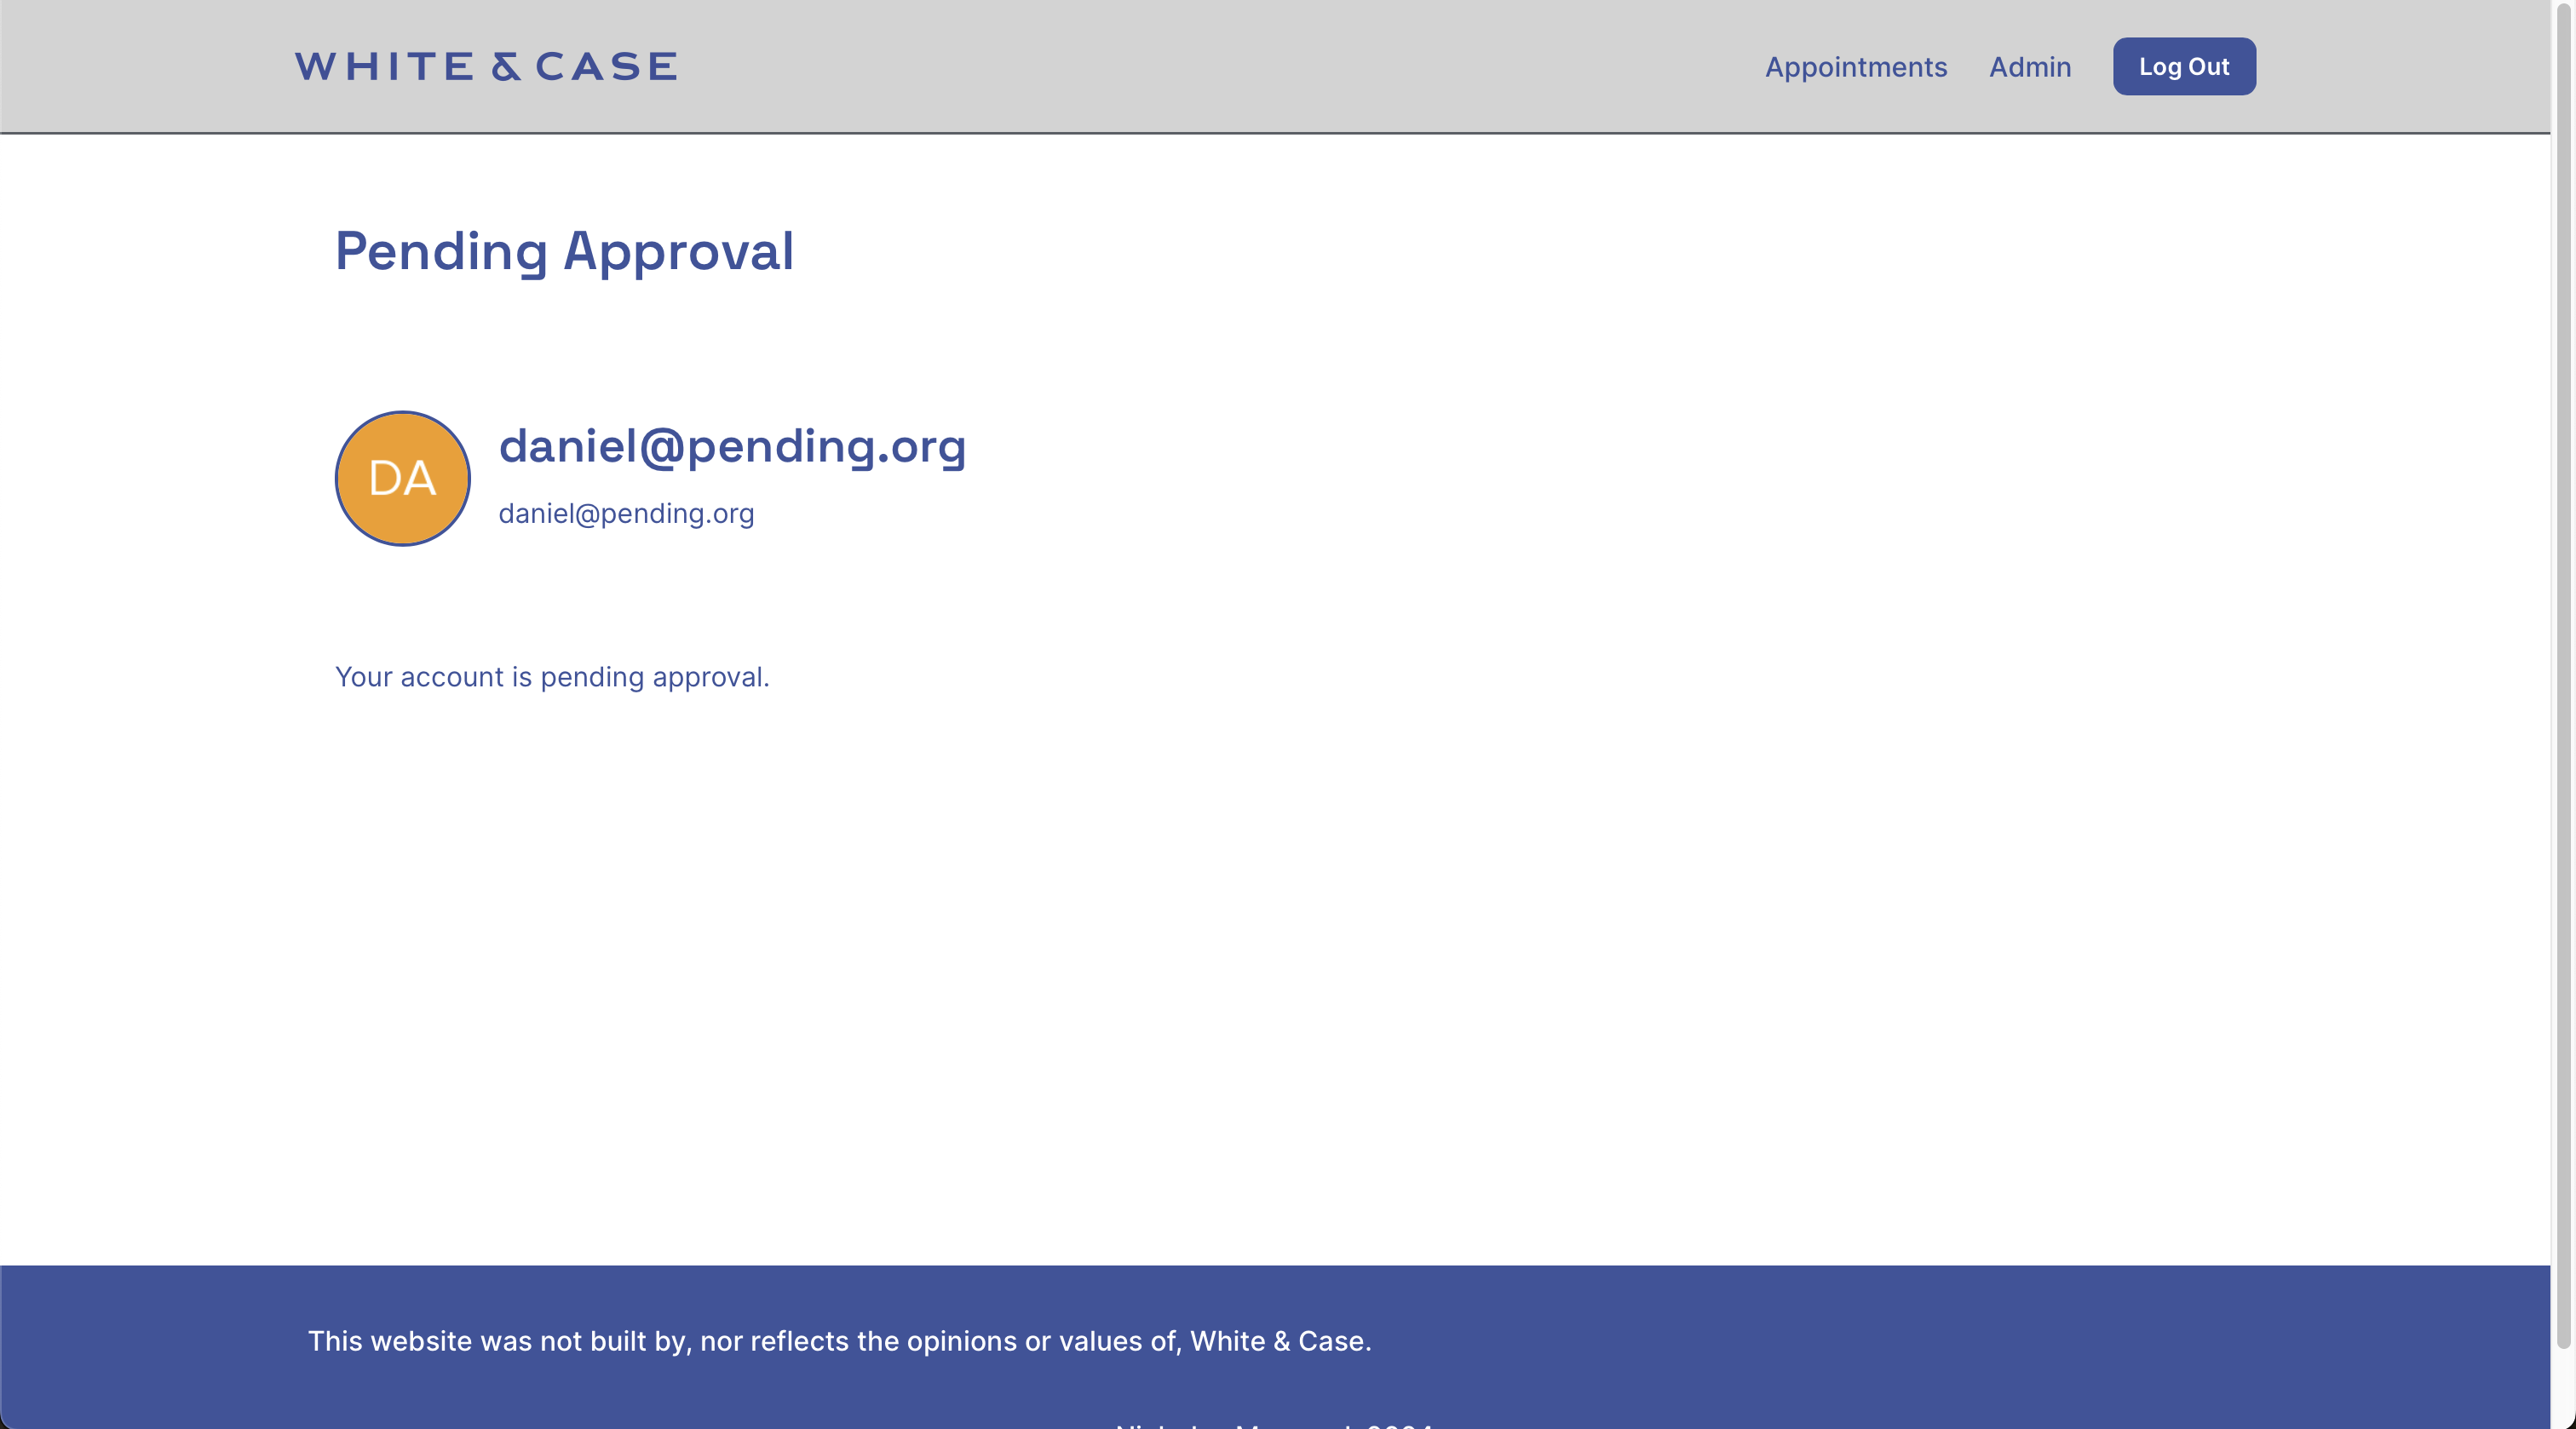 WHITE & CASE
Appointments Admin Log Out
Pending Approval
DA
daniel@pending.org
daniel@pending.org
Your account is pending approval.
This website was not built by, nor reflects the opinions or values of, White & Case.